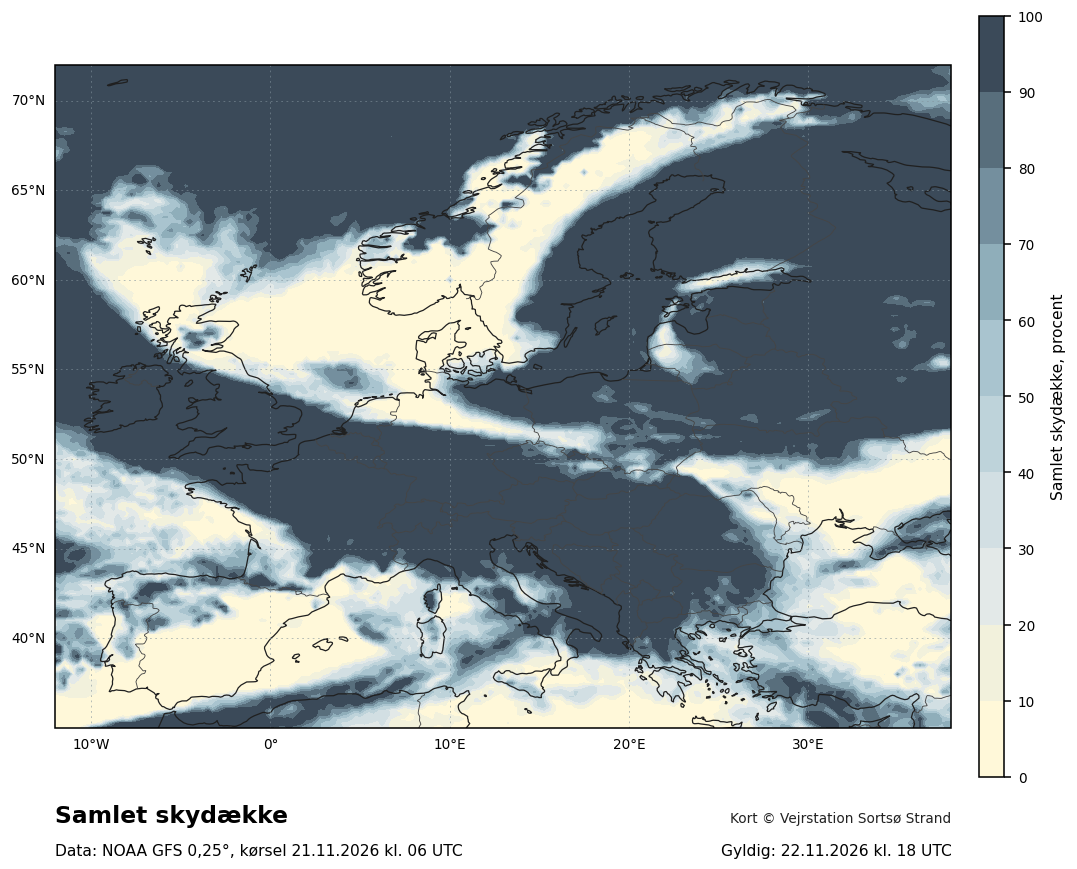 70°N
65°N
60°N
55°N
50°N
45°N
40°N
10°W
0°
10°E
20°E
30°E
100
90
80
70
60
50
40
30
20
10
0
Samlet skydække, procent
Samlet skydække
Kort © Vejrstation Sortsø Strand
Data: NOAA GFS 0,25°, kørsel 21.11.2026 kl. 06 UTC
Gyldig: 22.11.2026 kl. 18 UTC